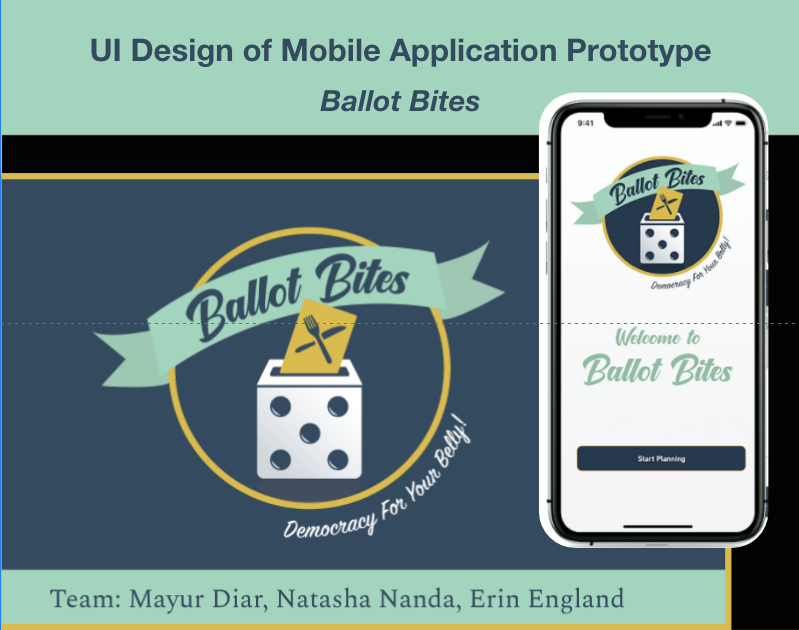 UI Design of Mobile Application Prototype
Ballot Bites
9:41
Ballot Bites
Democracy For Your Belly!
Welcome to
Ballot Bites
Start Planning
Ballot Bites
Democracy For Your Belly!
Team: Mayur Diar, Natasha Nanda, Erin England